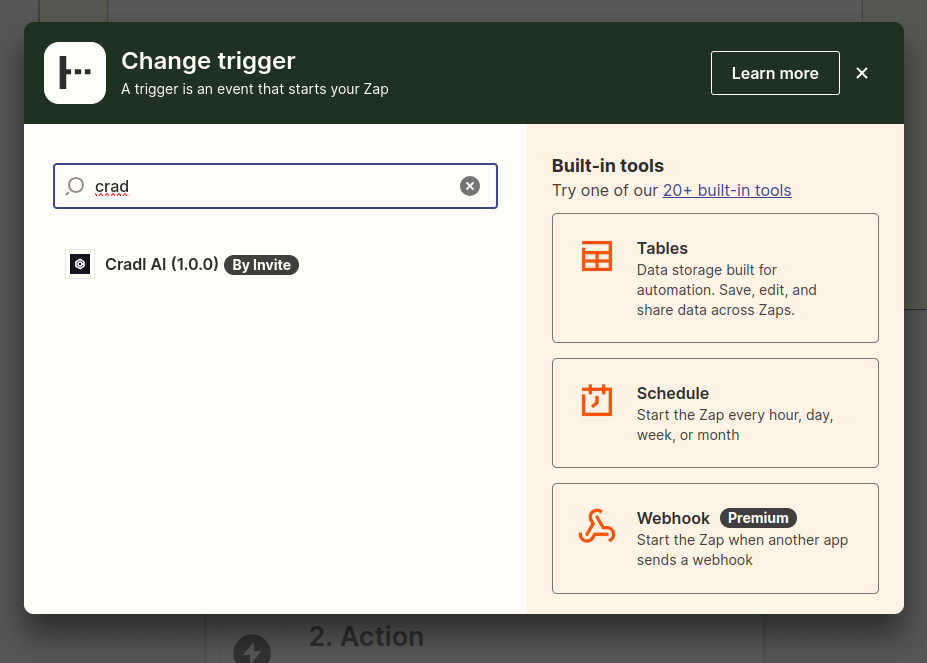 Change trigger
A trigger is an event that starts your Zap
Learn more
crad
Cradl AI (1.0.0) By Invite
Built-in tools
Try one of our 20+ built-in tools
Tables
Data storage built for
automation. Save, edit, and
share data across Zaps.
Schedule
Start the Zap every hour, day,
week, or month
Webhook Premium
Start the Zap when another app
sends a webhook
2. Action